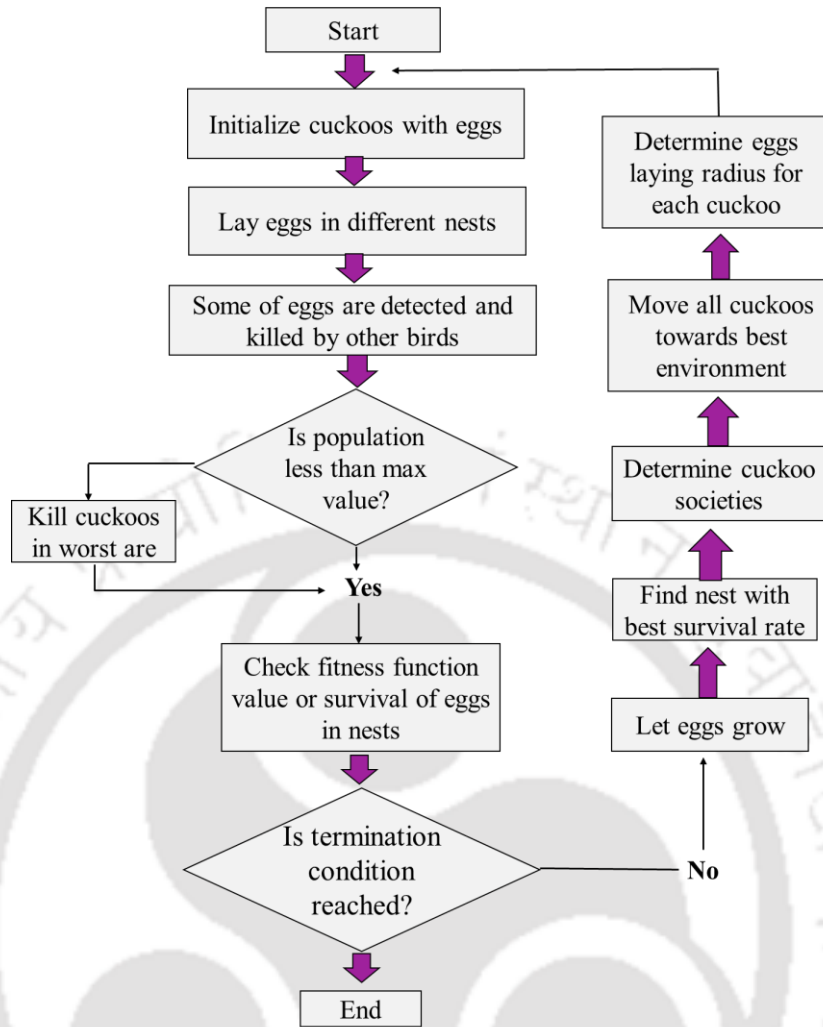 Start
Initialize cuckoos with eggs
Lay eggs in different nests
Some of eggs are detected and
killed by other birds
Is population
less than max
value?
Kill cuckoos
in worst are
Yes
Check fitness function
value or survival of eggs
in nests
Is termination
condition
reached?
End
No
Let eggs grow
Find nest with
best survival rate
Determine cuckoo
societies
Move all cuckoos
towards best
environment
Determine eggs
laying radius for
each cuckoo